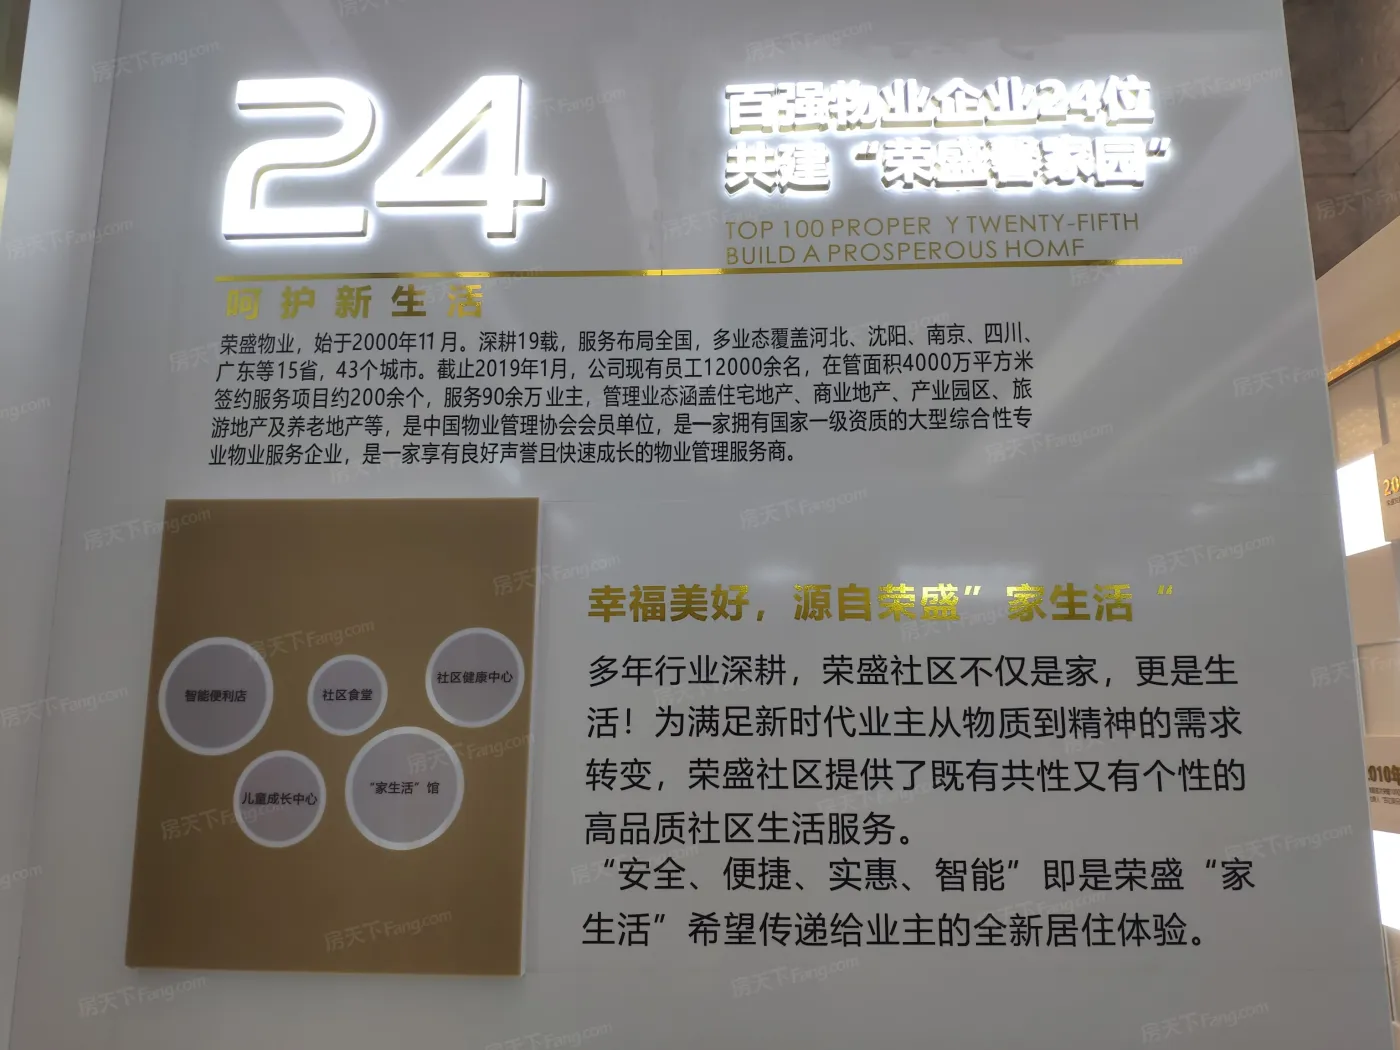 24
百强物业企业24位
共建“荣盛馨家园“
TOP 100 PROPER Y TWENTY-FIFTH
BUILD A PROSPEROUS HOMF
呵护新生活
荣盛物业，始于2000年11月。深耕19载，服务布局全国，多业态覆盖河北、沈阳、南京、四川、
广东等15省，43个城市。截止2019年1月，公司现有员工12000余名，在管面积4000万平方米
签约服务项目约200余个，服务90余万业主，管理业态涵盖住宅地产、商业地产、产业园区、旅
游地产及养老地产等，是中国物业管理协会会员单位，是一家拥有国家一级资质的大型综合性专
业物业服务企业，是一家享有良好声誉且快速成长的物业管理服务商。
智能便利店
社区食堂
社区健康中心
儿童成长中心
“家生活”馆
幸福美好，源自荣盛”家生活“
多年行业深耕，荣盛社区不仅是家，更是生
活！为满足新时代业主从物质到精神的需求
转变，荣盛社区提供了既有共性又有个性的
高品质社区生活服务。
“安全、便捷、实惠、智能”即是荣盛“家
生活”希望传递给业主的全新居住体验。
房天下Fang.com